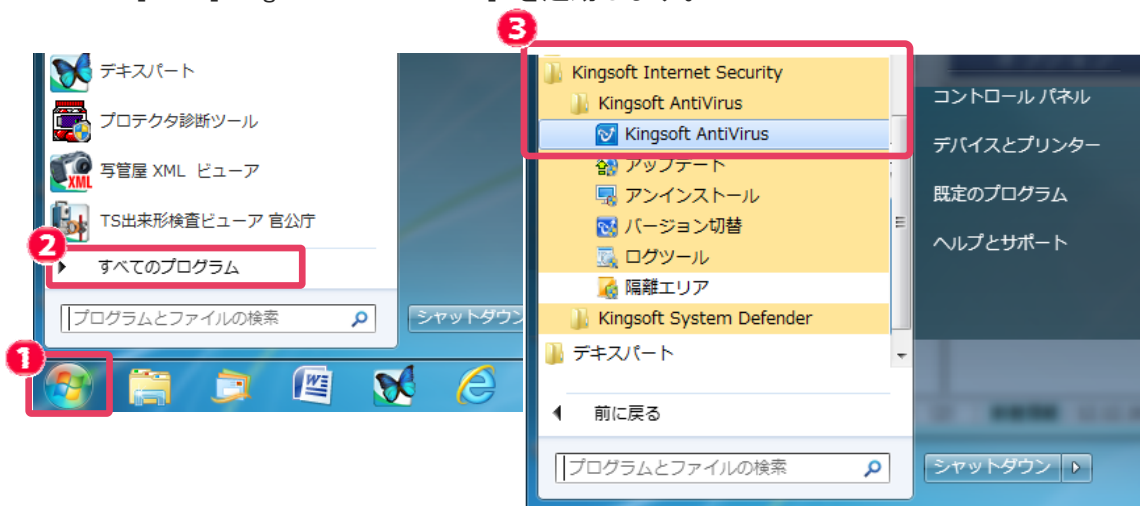 3
デキスパート
プロテクタ診断ツール
写管屋 XML ビューア
XML
TS出来形検査ビューア 官公庁
2
すべてのプログラム
プログラムとファイルの検索
シャットダウン
1
Kingsoft Internet Security
Kingsoft AntiVirus
Kingsoft AntiVirus
アップデート
アンインストール
バージョン切替
ログツール
隔離エリア
Kingsoft System Defender
デキスパート
前に戻る
プログラムとファイルの検索
コントロール パネル
デバイスとプリンター
既定のプログラム
ヘルプとサポート
シャットダウン